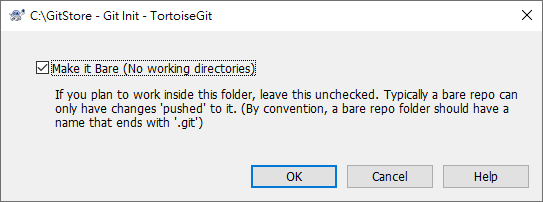 C:\GitStore - Git Init - TortoiseGit
Make it Bare (No working directories)
If you plan to work inside this folder, leave this unchecked. Typically a bare repo can
only have changes 'pushed' to it. (By convention, a bare repo folder should have a
name that ends with '.git')
OK
Cancel
Help